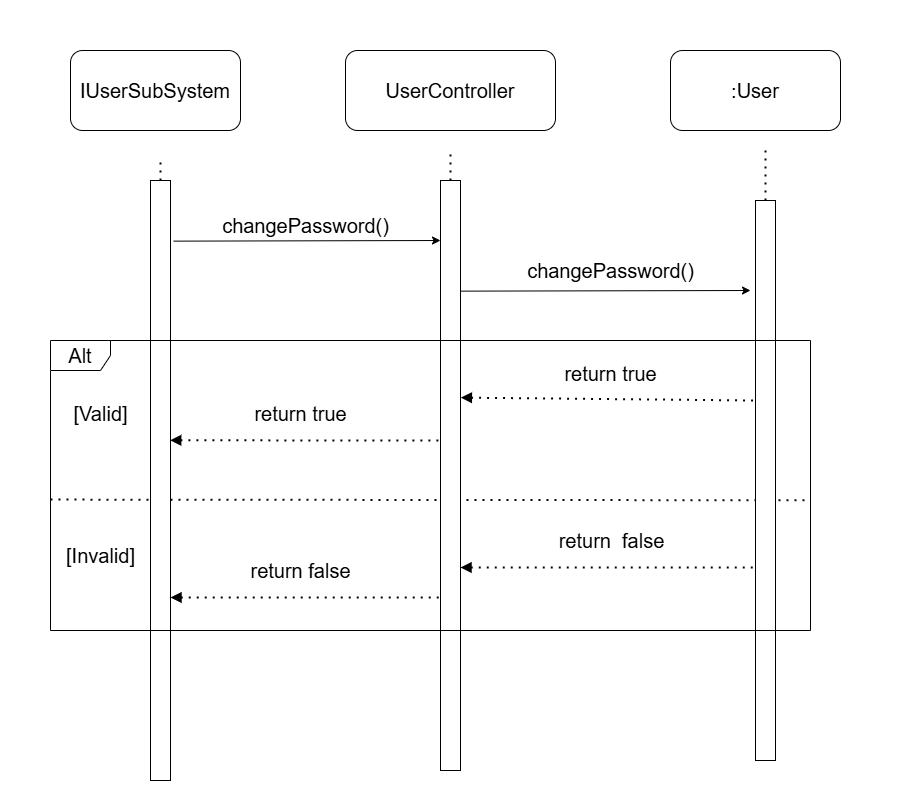 IUserSubSystem
UserController
:User
changePassword()
changePassword()
Alt
return true
[Valid]
return true
return  false
[Invalid]
return false